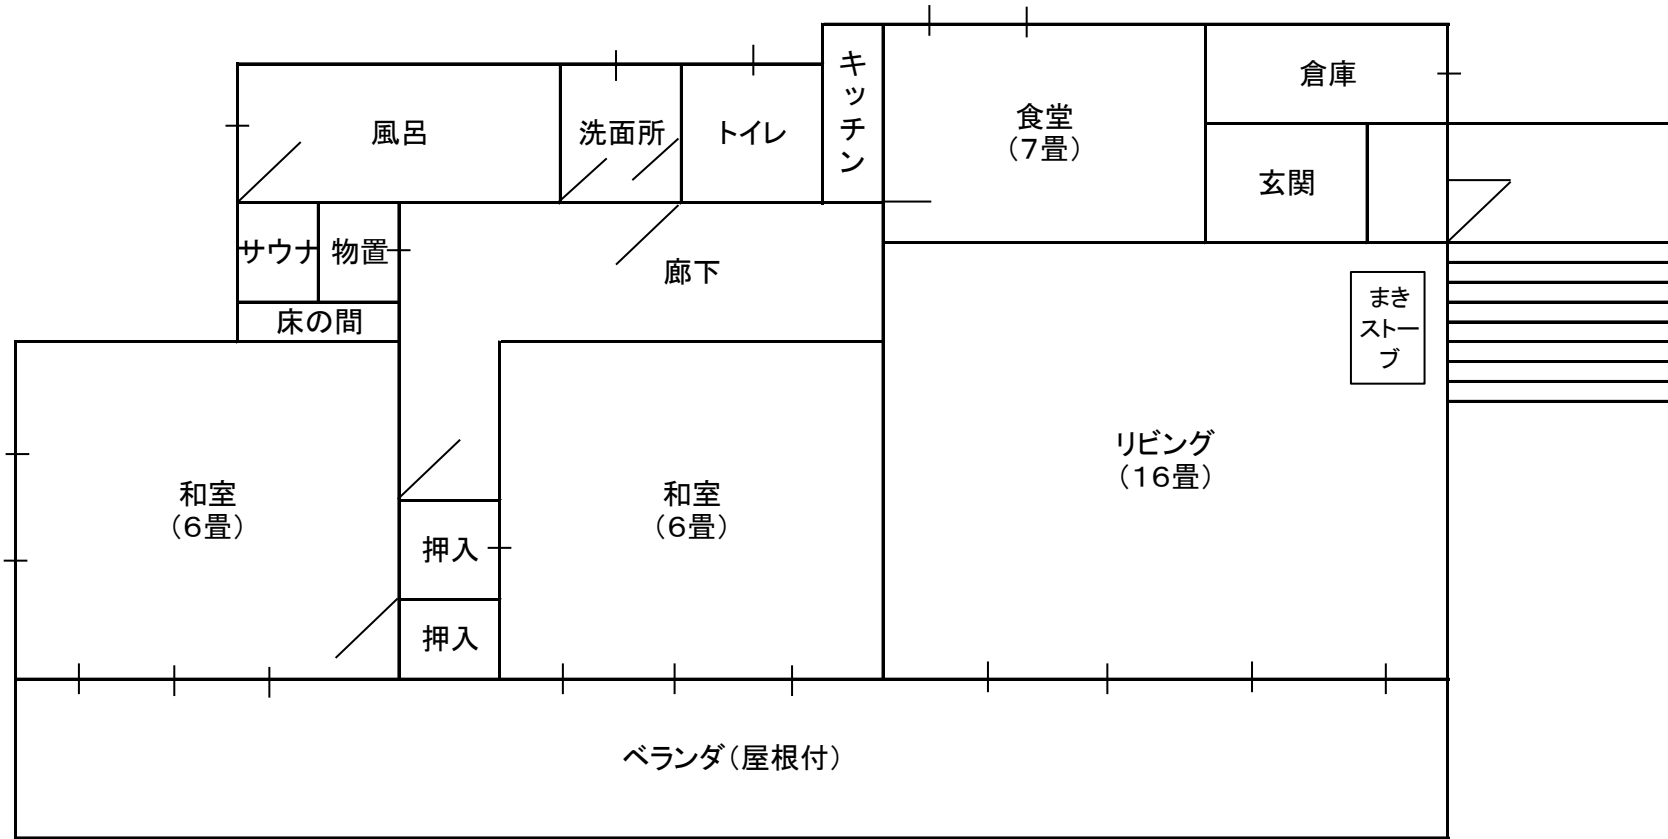 キッチン
倉庫
食堂
（7畳）
風呂
洗面所
トイレ
玄関
サウナ
物置
廊下
床の間
まき
ストー
ブ
リビング
（16畳）
和室
（6畳）
和室
（6畳）
押入
押入
ベランダ（屋根付）